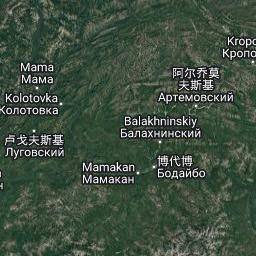 Kropo
Кропо
阿尔乔莫
夫斯基
Артемовский
Mama
Мама
Kolotovka
Колотовка
Balakhninskiy
Балахнинский
卢戈夫斯基
Луговский
Mamakan
Мамакан
博代博
Бодайбо